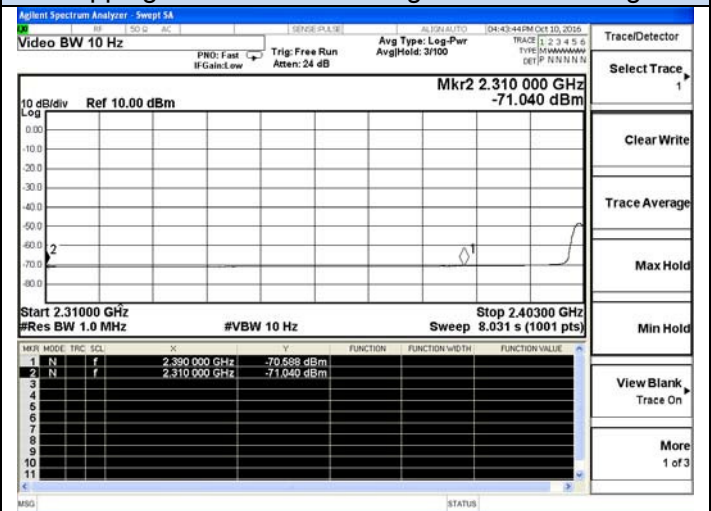 Agilent Spectrum Analyzer - Swept SA
RF 50 Ω AC SENSE:PULSE ALIGN AUTO 04:43:44 PM Oct 10, 2016
Video BW 10 Hz
PNO: Fast
IFGain:Low
Trig: Free Run
Atten: 24 dB
Avg Type: Log-Pwr
Avg|Hold: 3/100
TRACE 1 2 3 4 5 6
TYPE MWWWWW
DET P N N N N N
Mkr2 2.310 000 GHz
-71.040 dBm
10 dB/div Ref 10.00 dBm
Log
0.00
-10.0
-20.0
-30.0
-40.0
-50.0
-60.0
-70.0
-80.0
2
1
Start 2.31000 GHz Stop 2.40300 GHz
#Res BW 1.0 MHz #VBW 10 Hz Sweep 8.031 s (1001 pts)
MKR MODE TRC SCL X Y FUNCTION FUNCTION WIDTH FUNCTION VALUE
1 N f 2.390 000 GHz -70.588 dBm
2 N f 2.310 000 GHz -71.040 dBm
3
4
5
6
7
8
9
10
11
MSG STATUS
Trace/Detector
Select Trace
1
Clear Write
Trace Average
Max Hold
Min Hold
View Blank
Trace On
More
1 of 3